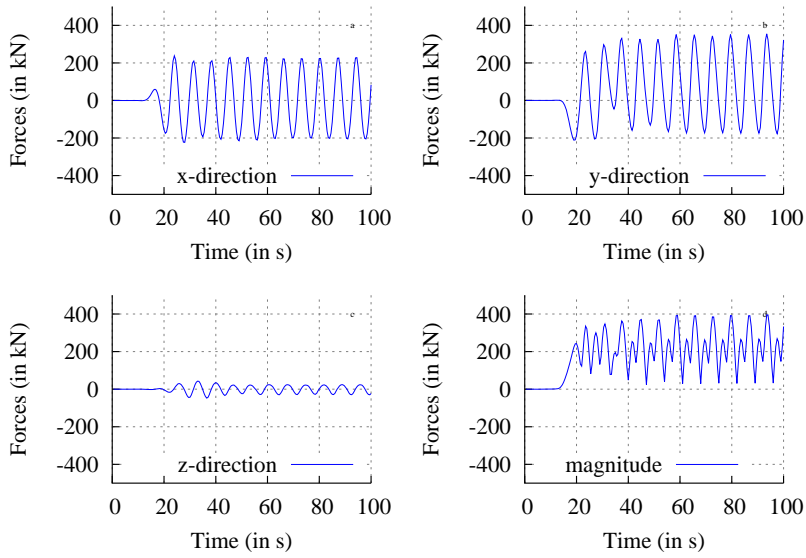 a
400
200
0
-200
-400
Forces (in kN)
x-direction
0 20 40 60 80 100
Time (in s)
b
400
200
0
-200
-400
Forces (in kN)
y-direction
0 20 40 60 80 100
Time (in s)
c
400
200
0
-200
-400
Forces (in kN)
z-direction
0 20 40 60 80 100
Time (in s)
d
400
200
0
-200
-400
Forces (in kN)
magnitude
0 20 40 60 80 100
Time (in s)